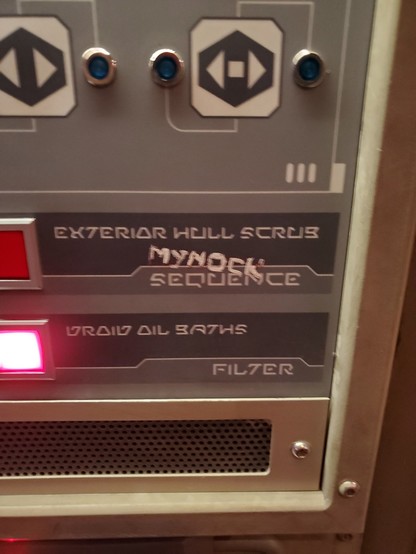 EXTERIOR HULL SCRUB
MYNOCK
SEQUENCE
DROID OIL BATHS
FILTER